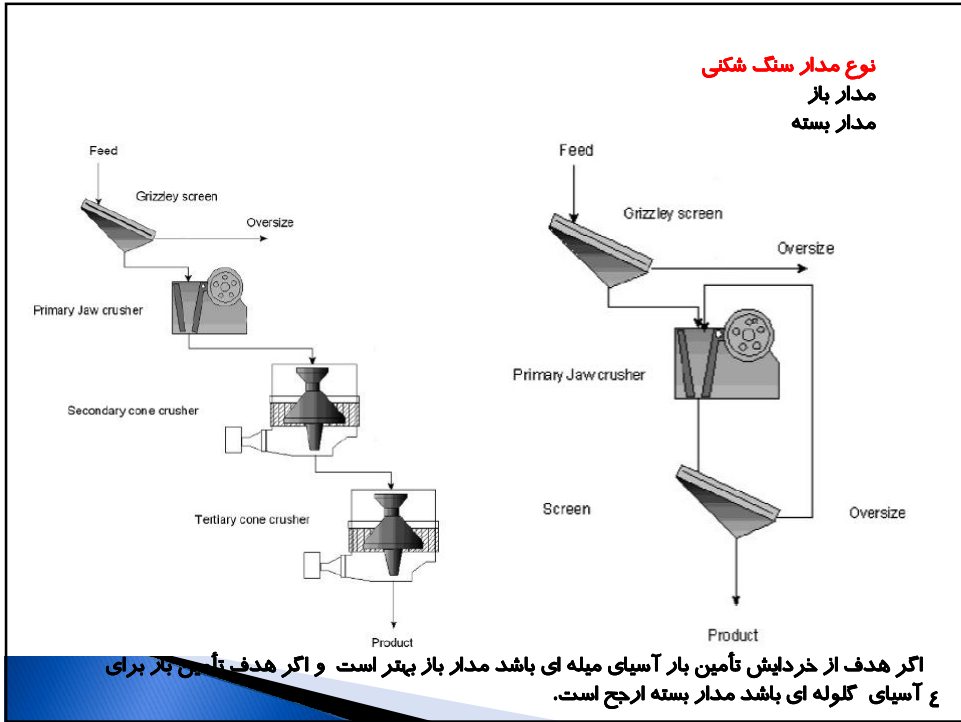 نوع مدار سنگ شکنی
مدار باز
مدار بسته
Feed
Grizzley screen
Oversize
Primary Jaw crusher
Secondary cone crusher
Tertiary cone crusher
Product
Feed
Grizzley screen
Oversize
Primary Jaw crusher
Screen
Oversize
Product
اگر هدف از خردایش تأمین بار آسیای میله ای باشد مدار باز بهتر است و اگر هدف تأمین بار برای
آسیای گلوله ای باشد مدار بسته ارجح است.
٤